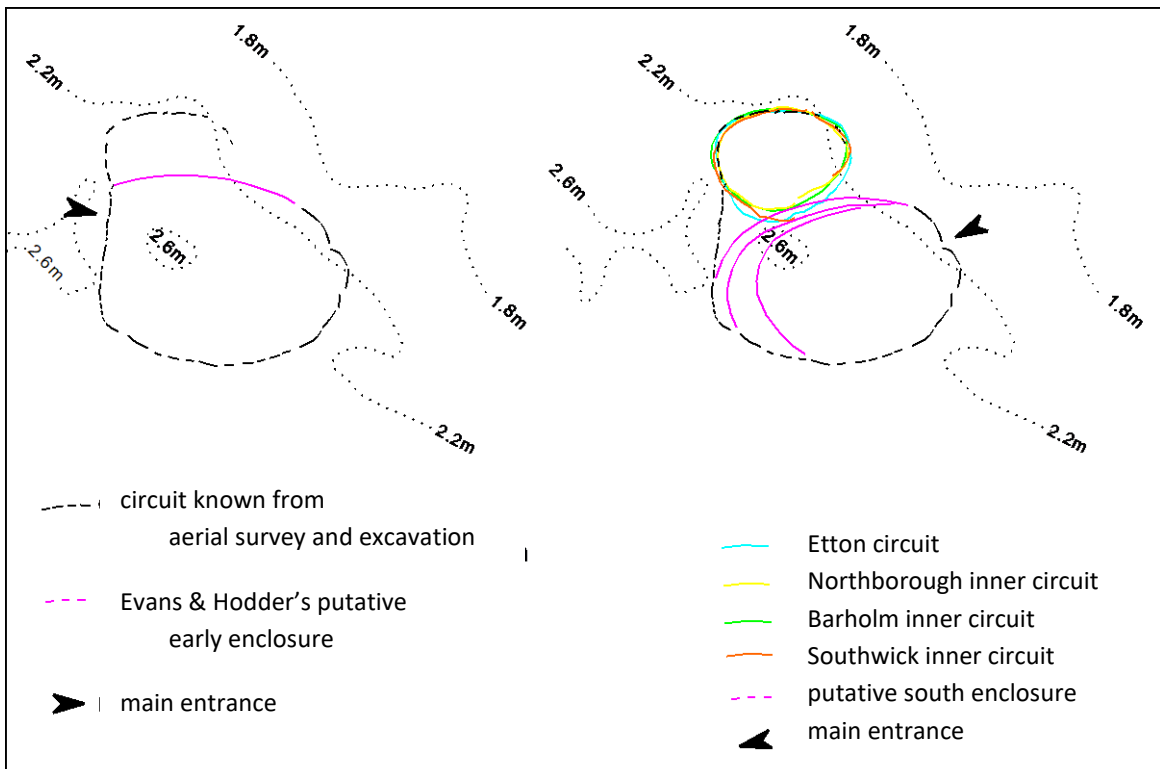 1.8m
2.2m
2.6m
2.6m
1.8m
2.2m
circuit known from
aerial survey and excavation
Evans & Hodder’s putative
early enclosure
main entrance
1.8m
2.2m
2.6m
2.6m
1.8m
2.2m
Etton circuit
Northborough inner circuit
Barholm inner circuit
Southwick inner circuit
putative south enclosure
main entrance